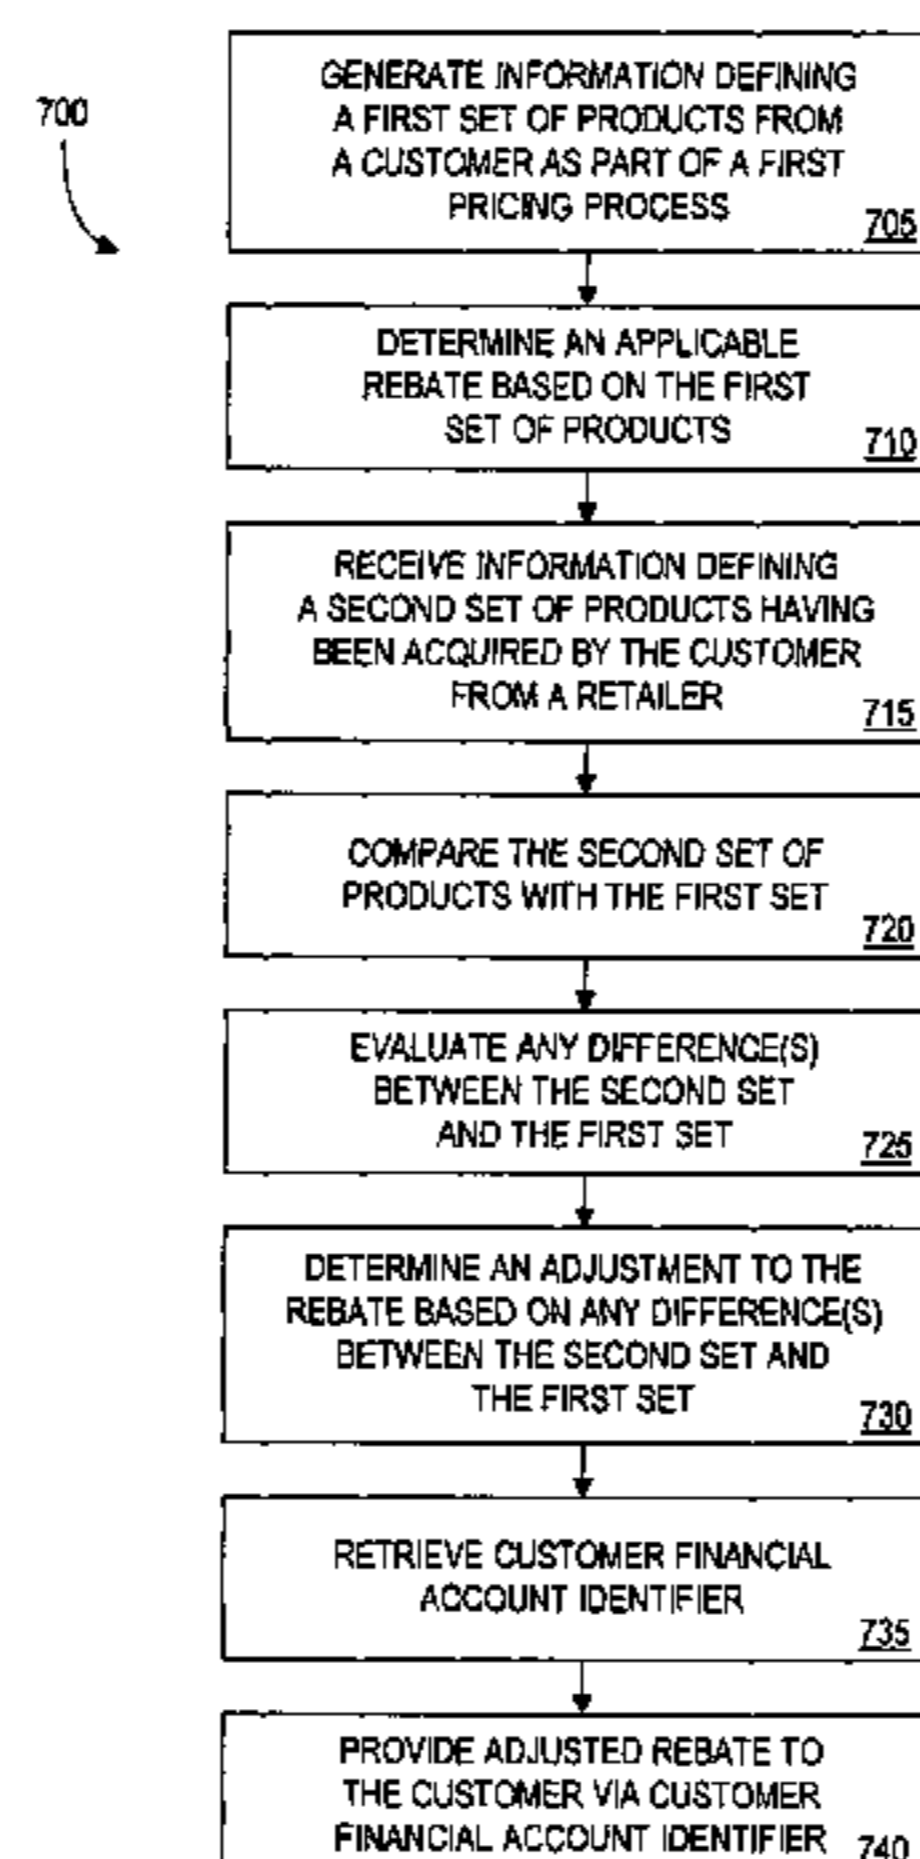 700
GENERATE INFORMATION DEFINING
A FIRST SET OF PRODUCTS FROM
A CUSTOMER AS PART OF A FIRST
PRICING PROCESS
705
DETERMINE AN APPLICABLE
REBATE BASED ON THE FIRST
SET OF PRODUCTS
710
RECEIVE INFORMATION DEFINING
A SECOND SET OF PRODUCTS HAVING
BEEN ACQUIRED BY THE CUSTOMER
FROM A RETAILER
715
COMPARE THE SECOND SET OF
PRODUCTS WITH THE FIRST SET
720
EVALUATE ANY DIFFERENCE(S)
BETWEEN THE SECOND SET
AND THE FIRST SET
725
DETERMINE AN ADJUSTMENT TO THE
REBATE BASED ON ANY DIFFERENCE(S)
BETWEEN THE SECOND SET AND
THE FIRST SET
730
RETRIEVE CUSTOMER FINANCIAL
ACCOUNT IDENTIFIER
735
PROVIDE ADJUSTED REBATE TO
THE CUSTOMER VIA CUSTOMER
FINANCIAL ACCOUNT IDENTIFIER
740